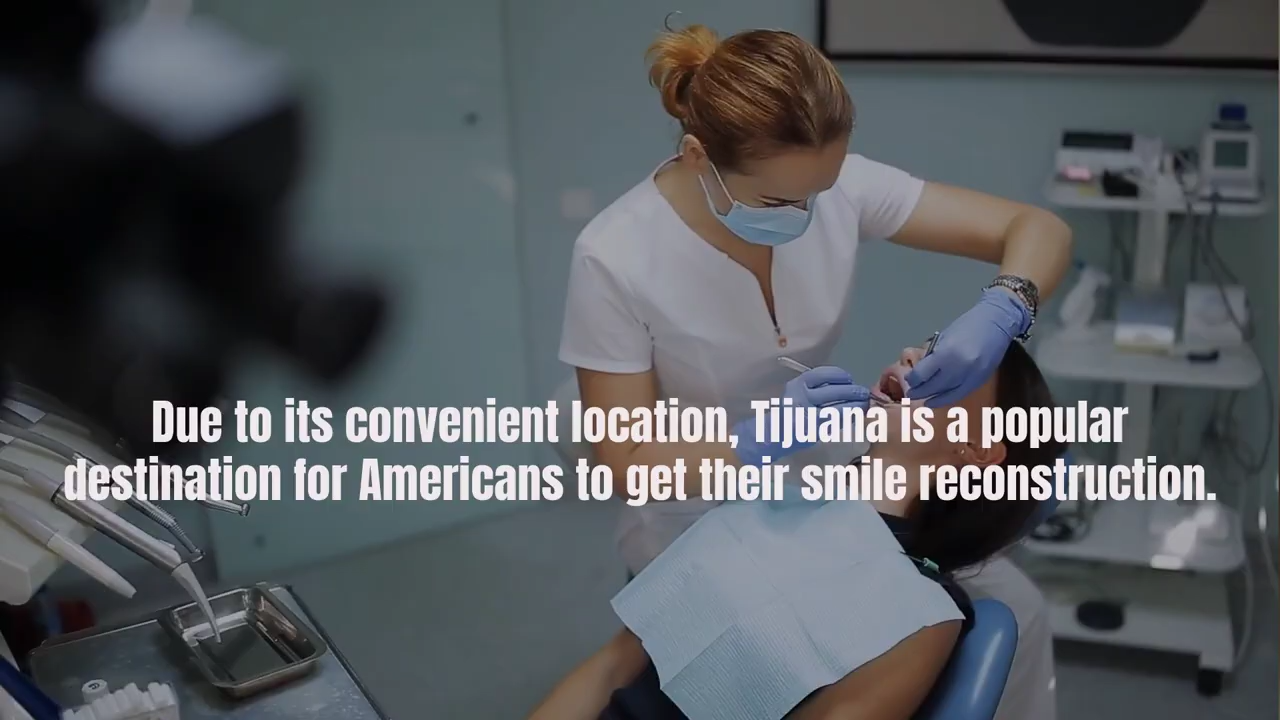 Due to its convenient location, Tijuana is a popular
destination for Americans to get their smile reconstruction.